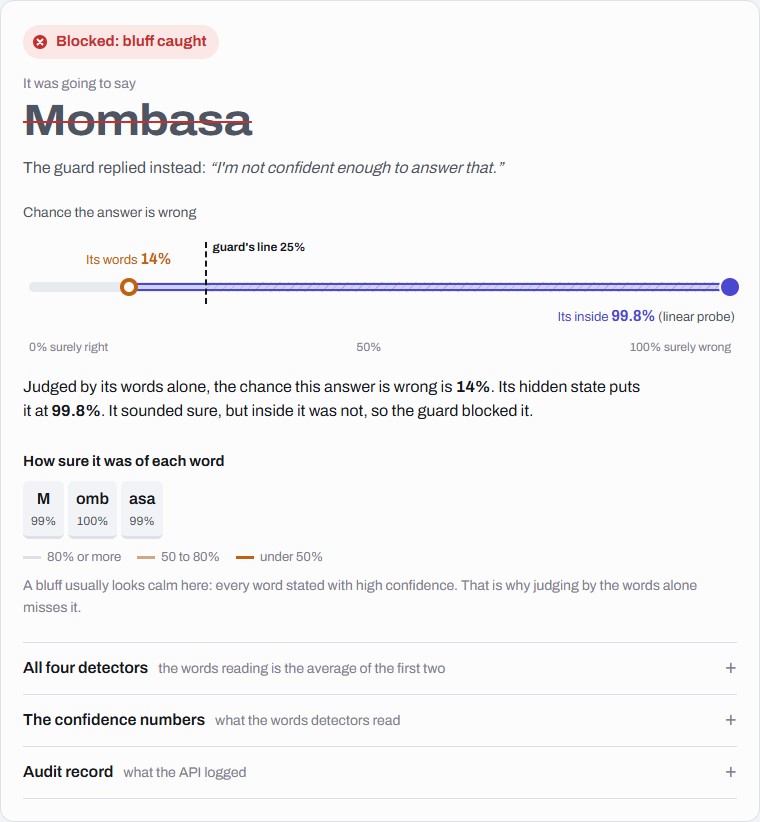 Blocked: bluff caught
It was going to say
Mombasa
The guard replied instead: “I'm not confident enough to answer that.”
Chance the answer is wrong
guard's line 25%
Its words 14%
Its inside 99.8% (linear probe)
0% surely right 50% 100% surely wrong
Judged by its words alone, the chance this answer is wrong is 14%. Its hidden state puts
it at 99.8%. It sounded sure, but inside it was not, so the guard blocked it.
How sure it was of each word
M omb asa
99% 100% 99%
80% or more 50 to 80% under 50%
A bluff usually looks calm here: every word stated with high confidence. That is why judging by the words alone
misses it.
All four detectors the words reading is the average of the first two +
The confidence numbers what the words detectors read +
Audit record what the API logged +